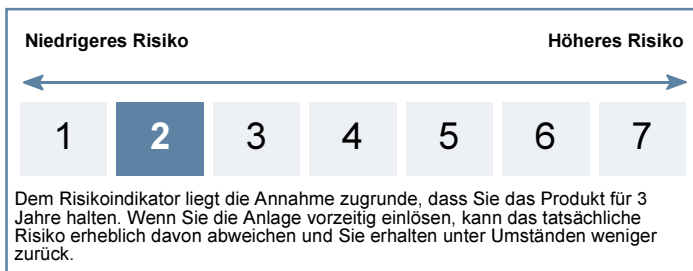 Niedrigeres Risiko Höheres Risiko
1 2 3 4 5 6 7
Dem Risikoindikator liegt die Annahme zugrunde, dass Sie das Produkt für 3
Jahre halten. Wenn Sie die Anlage vorzeitig einlösen, kann das tatsächliche
Risiko erheblich davon abweichen und Sie erhalten unter Umständen weniger
zurück.